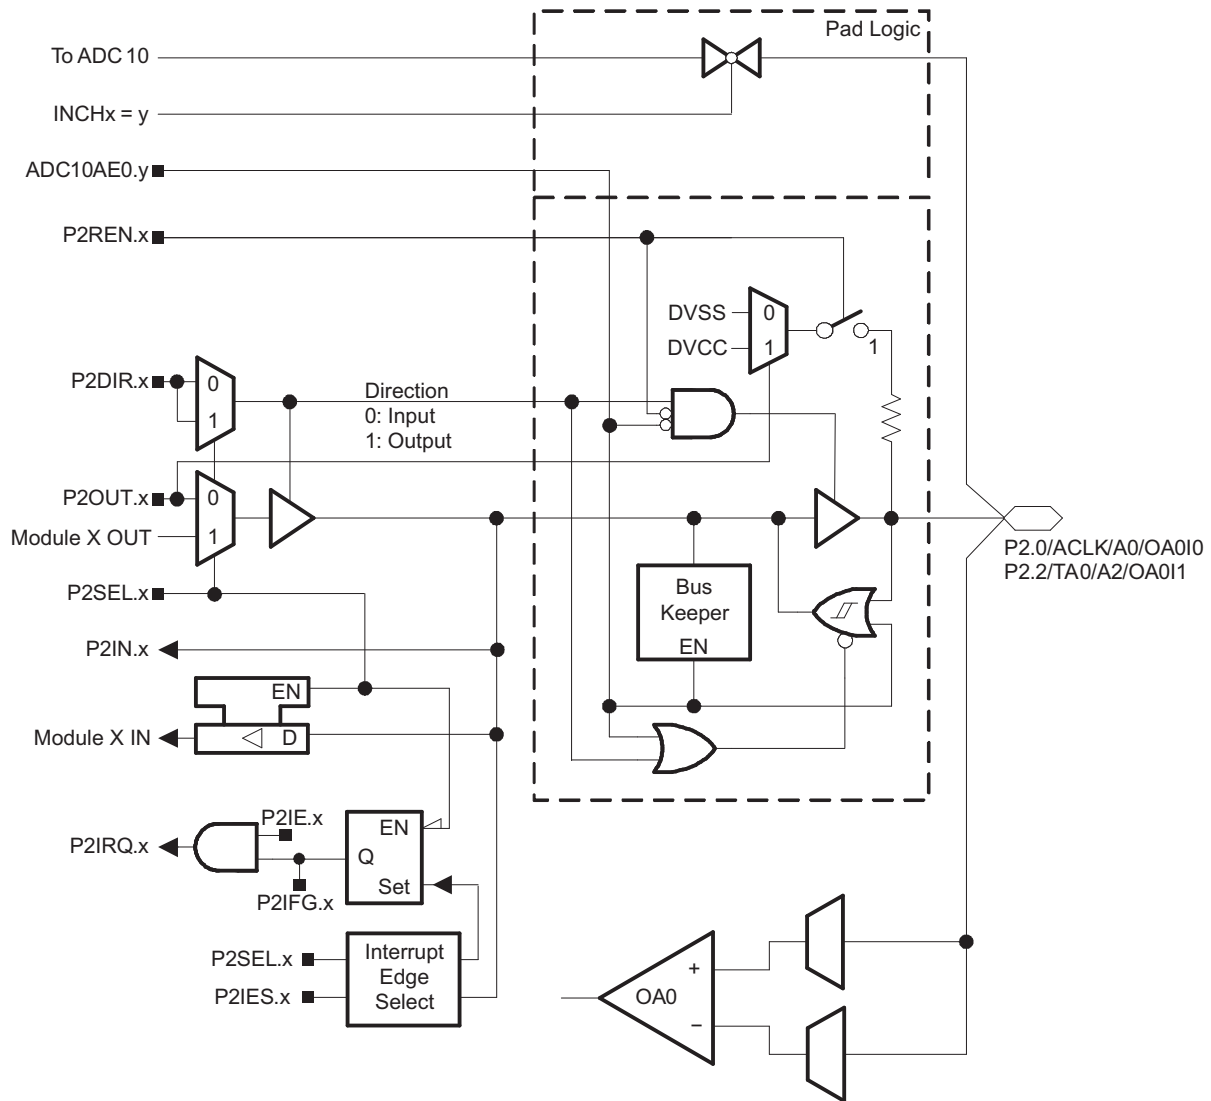 Pad Logic
To ADC 10
INCHx = y
ADC10AE0.y
P2REN.x
DVSS
0
DVCC
1
1
P2DIR.x
0
1
Direction
0: Input
1: Output
P2OUT.x
0
Module X OUT
1
P2SEL.x
Bus
Keeper
EN
P2.0/ACLK/A0/OA0I0
P2.2/TA0/A2/OA0I1
P2IN.x
EN
Module X IN
D
P2IE.x
EN
P2IRQ.x
Q
Set
P2IFG.x
P2SEL.x
P2IES.x
Interrupt
Edge
Select
+
OA0
−